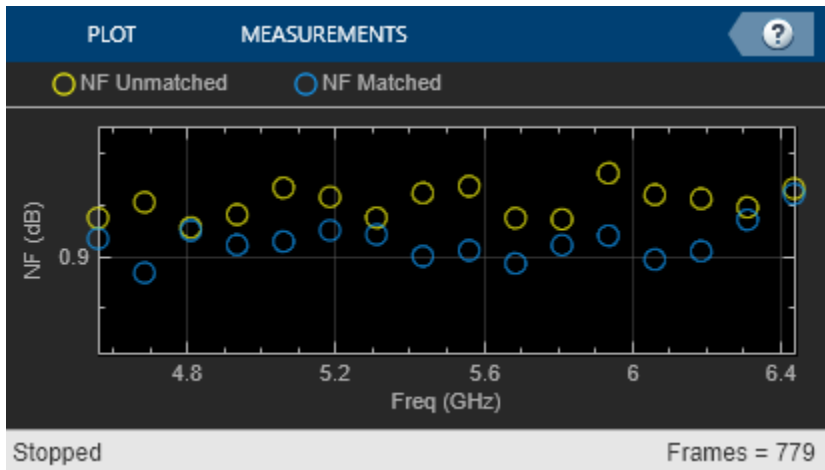 PLOT MEASUREMENTS ?
NF Unmatched NF Matched
NF (dB)
0.9
4.8 5.2 5.6 6 6.4
Freq (GHz)
Stopped Frames = 779